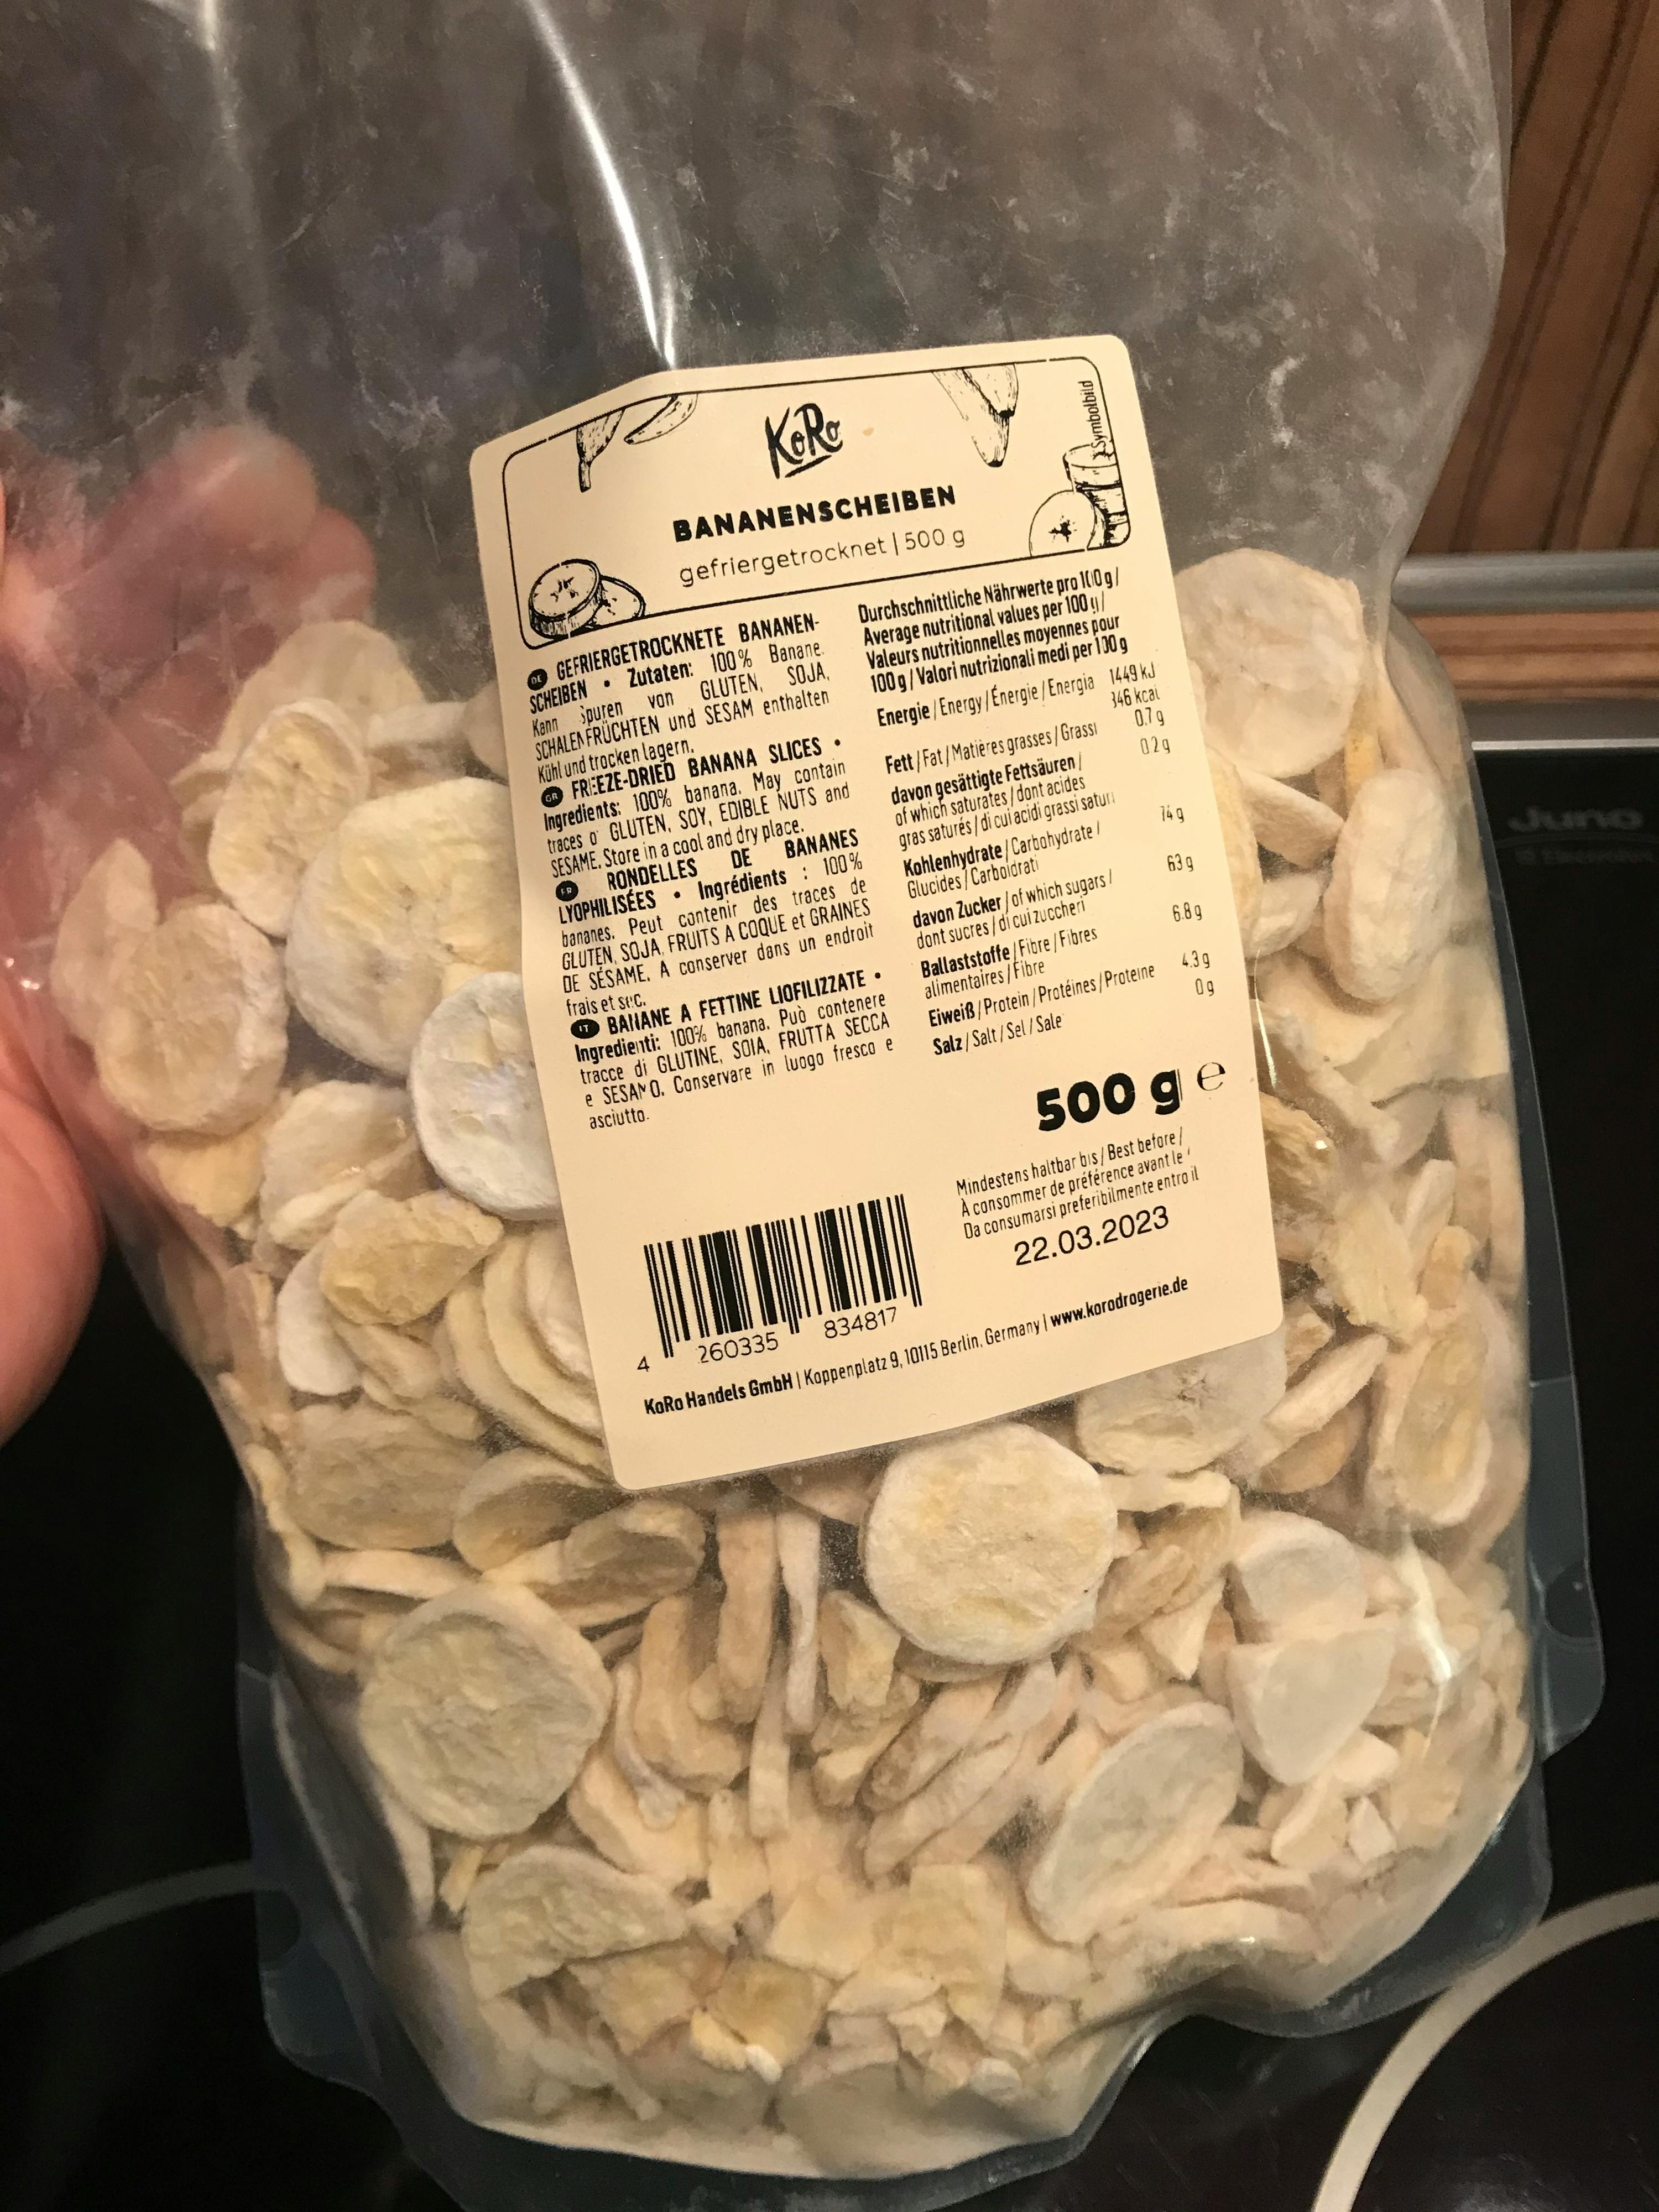 KoRo
Symbolbild
BANANENSCHEIBEN
gefriergetrocknet | 500 g
DE GEFRIERGETROCKNETE BANANEN-
SCHEIBEN • Zutaten: 100% Banane.
Kann Spuren von GLUTEN, SOJA,
SCHALENFRÜCHTEN und SESAM enthalten
Kühl und trocken lagern.
GR FREEZE-DRIED BANANA SLICES •
Ingredients: 100% banana. May contain
traces o GLUTEN, SOY, EDIBLE NUTS and
SESAME. Store in a cool and dry place.
FR RONDELLES DE BANANES
LYOPHILISÉES • Ingrédients : 100%
bananes. Peut contenir des traces de
GLUTEN, SOJA, FRUITS A COQUE et GRAINES
DE SÉSAME. A conserver dans un endroit
frais et sec.
IT BANANE A FETTINE LIOFILIZZATE •
Ingredienti: 100% banana. Può contenere
tracce di GLUTINE, SOIA, FRUTTA SECCA
e SESAMO. Conservare in luogo fresco e
asciutto.
Durchschnittliche Nährwerte pro 100 g /
Average nutritional values per 100 g /
Valeurs nutritionnelles moyennes pour
100 g / Valori nutrizionali medi per 100 g
Energie / Energy / Énergie / Energia 1449 kJ
346 kcal
Fett / Fat / Matières grasses / Grassi 0.7 g
davon gesättigte Fettsäuren / 0.2 g
of which saturates / dont acides
gras saturés / di cui acidi grassi saturi
Kohlenhydrate / Carbohydrate / 74 g
Glucides / Carboidrati
davon Zucker / of which sugars / 63 g
dont sucres / di cui zuccheri
Ballaststoffe / Fibre / Fibres 6.8 g
alimentaires / Fibre
Eiweiß / Protein / Protéines / Proteine 4.3 g
Salz / Salt / Sel / Sale 0 g
500 g e
Mindestens haltbar bis / Best before /
À consommer de préférence avant le /
Da consumarsi preferibilmente entro il
22.03.2023
4 260335 834817
KoRo Handels GmbH | Koppenplatz 9, 10115 Berlin, Germany | www.korodrogerie.de
Juno